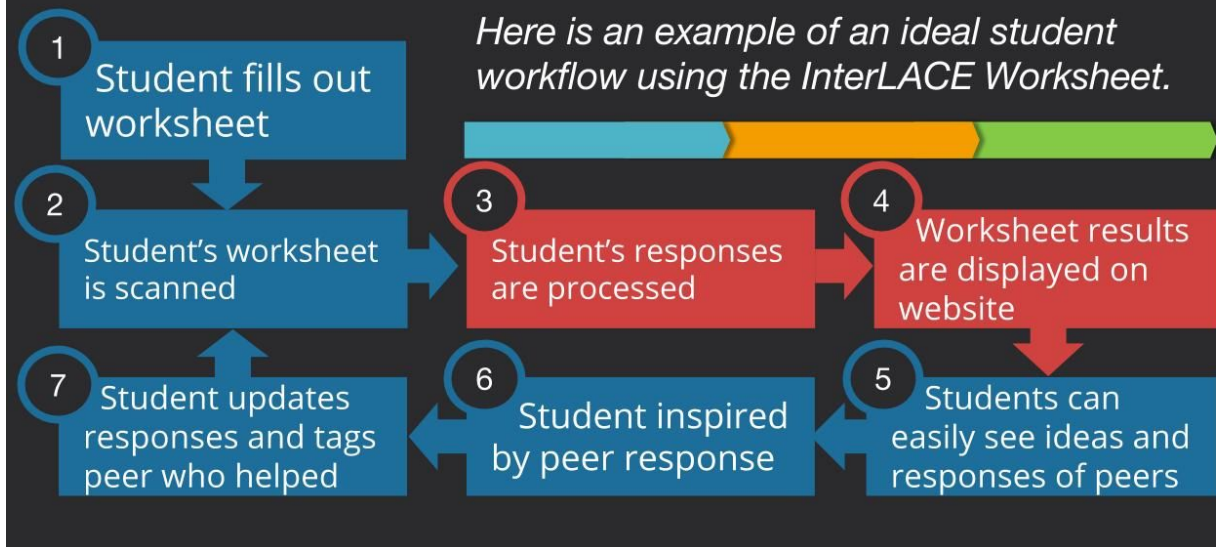 Here is an example of an ideal student
workflow using the InterLACE Worksheet.
1
Student fills out
worksheet
2
Student’s worksheet
is scanned
3
Student’s responses
are processed
4
Worksheet results
are displayed on
website
5
Students can
easily see ideas and
responses of peers
6
Student inspired
by peer response
7
Student updates
responses and tags
peer who helped